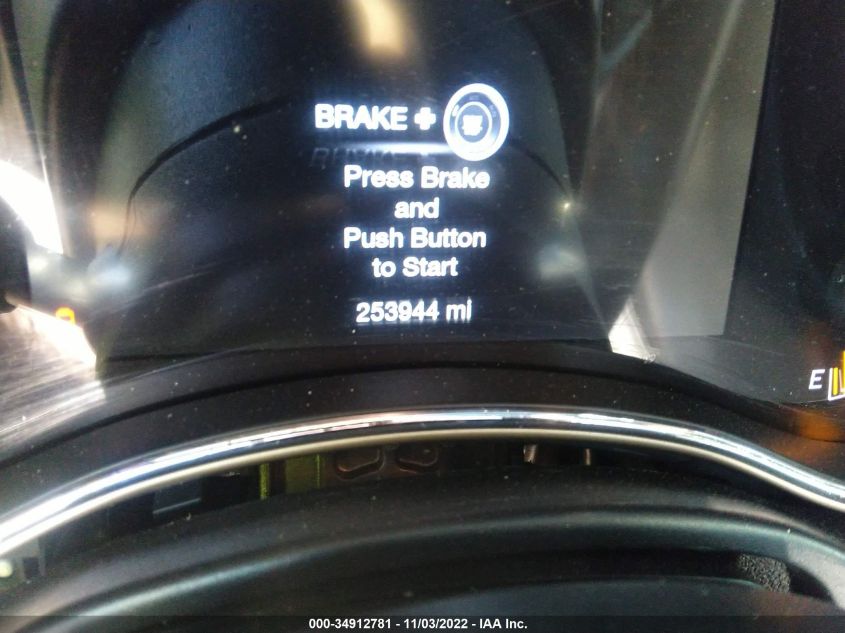 BRAKE +
Press Brake
and
Push Button
to Start
253944 mi
E
000-34912781 - 11/03/2022 - IAA Inc.